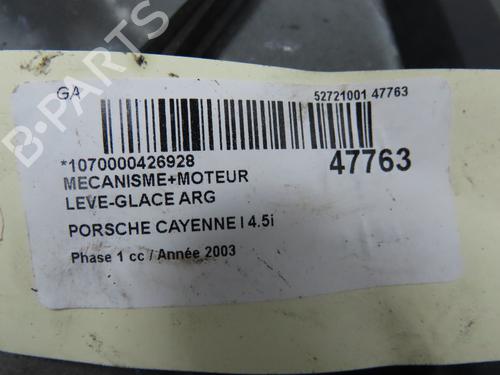 GA
52721001 47763
*1070000426928
47763
MECANISME+MOTEUR
LEVE-GLACE ARG
PORSCHE CAYENNE I 4.5i
Phase 1 cc / Année 2003
B-PARTS